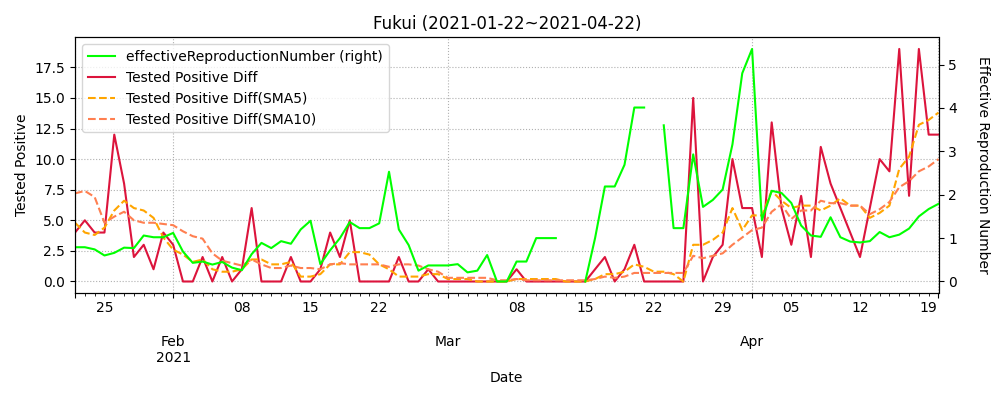 Fukui (2021-01-22~2021-04-22)
effectiveReproductionNumber (right)
Tested Positive Diff
Tested Positive Diff(SMA5)
Tested Positive Diff(SMA10)
Tested Positive
17.5
15.0
12.5
10.0
7.5
5.0
2.5
0.0
5
4
3
2
1
0
Effective Reproduction Number
25 08 15 22 08 15 22 29 05 12 19
Feb Mar Apr
2021
Date